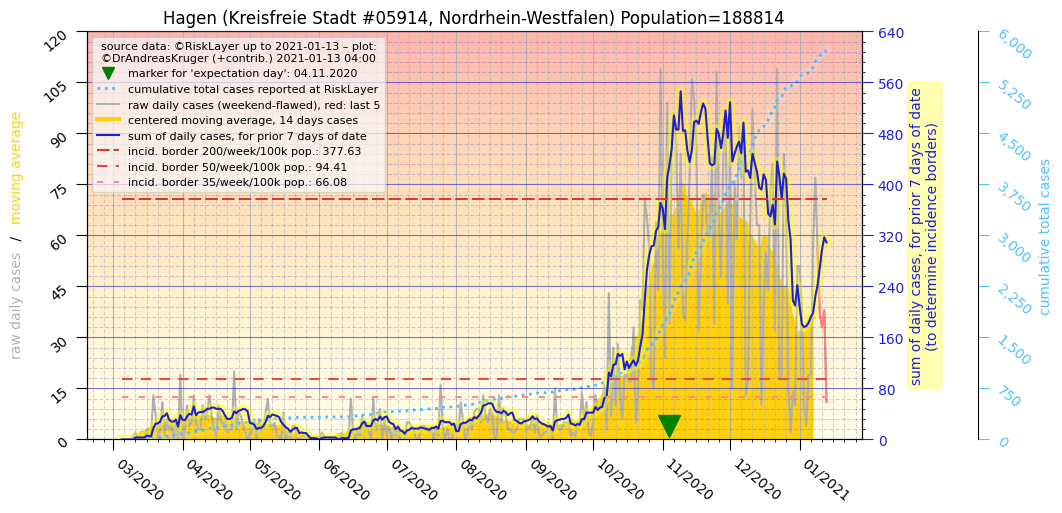 Hagen (Kreisfreie Stadt #05914, Nordrhein-Westfalen) Population=188814
source data: ©RiskLayer up to 2021-01-13 – plot:
©DrAndreasKruger (+contrib.) 2021-01-13 04:00
marker for 'expectation day': 04.11.2020
cumulative total cases reported at RiskLayer
raw daily cases (weekend-flawed), red: last 5
centered moving average, 14 days cases
sum of daily cases, for prior 7 days of date
incid. border 200/week/100k pop.: 377.63
incid. border 50/week/100k pop.: 94.41
incid. border 35/week/100k pop.: 66.08
raw daily cases / moving average
120
105
90
75
60
45
30
15
0
03/2020
04/2020
05/2020
06/2020
07/2020
08/2020
09/2020
10/2020
11/2020
12/2020
01/2021
640
560
480
400
320
240
160
80
0
sum of daily cases, for prior 7 days of date
(to determine incidence borders)
6,000
5,250
4,500
3,750
3,000
2,250
1,500
750
0
cumulative total cases